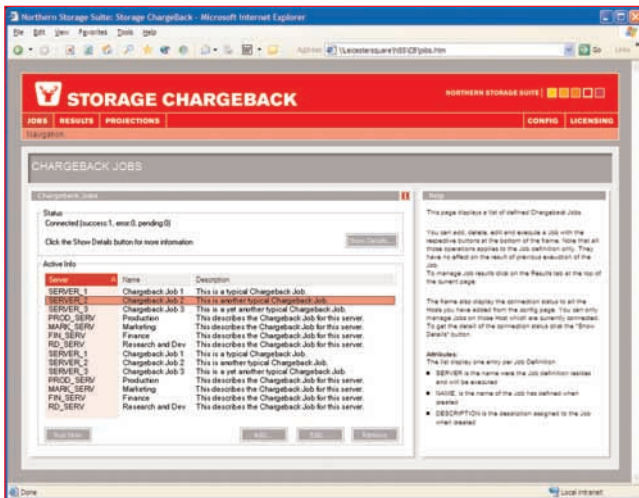 Northern Storage Suite: Storage ChargeBack - Microsoft Internet Explorer
File Edit View Favorites Tools Help
Address \\Leicestersquare\NSS\CB\jobs.htm Go Links
STORAGE CHARGEBACK
NORTHERN STORAGE SUITE
JOBS RESULTS PROJECTIONS CONFIG LICENSING
Navigation:
CHARGEBACK JOBS
Chargeback Jobs
Status
Connected (success:1, error:0, pending:0)
Click the Show Details button for more information
Show Details...
Active Info
Server Name Description
SERVER_1 Chargeback Job 1 This is a typical Chargeback Job.
SERVER_2 Chargeback Job 2 This is another typical Chargeback Job.
SERVER_3 Chargeback Job 3 This is a yet another typical Chargeback Job.
PROD_SERV Production This describes the Chargeback Job for this server.
MARK_SERV Marketing This describes the Chargeback Job for this server.
FIN_SERV Finance This describes the Chargeback Job for this server.
RD_SERV Research and Dev This describes the Chargeback Job for this server.
SERVER_1 Chargeback Job 1 This is a typical Chargeback Job.
SERVER_2 Chargeback Job 2 This is another typical Chargeback Job.
SERVER_3 Chargeback Job 3 This is a yet another typical Chargeback Job.
PROD_SERV Production This describes the Chargeback Job for this server.
MARK_SERV Marketing This describes the Chargeback Job for this server.
FIN_SERV Finance This describes the Chargeback Job for this server.
RD_SERV Research and Dev This describes the Chargeback Job for this server.
Run Now Add... Edit... Remove
Help
This page displays a list of defined Chargeback Jobs.
You can add, delete, edit and execute a Job with the
respective buttons at the bottom of the frame. Note that all
those operations applies to the Job definition only. They
have no effect on the result of previous execution of the
Job.
To manage Job results click on the Results tab at the top of
the current page.
The frame also display the connection status to all the
Hosts you have added from the config page. You can only
manage Jobs on those Host which are currently connected.
To get the detail of the connection status click the "Show
Details" button.
Attributes:
The list display one entry per Job Definition
SERVER is the name were the Job definition resides
and will be executed
NAME, is the name of the Job has defined when
created
DESCRIPTION is the description assigned to the Job
when created
Done Local intranet